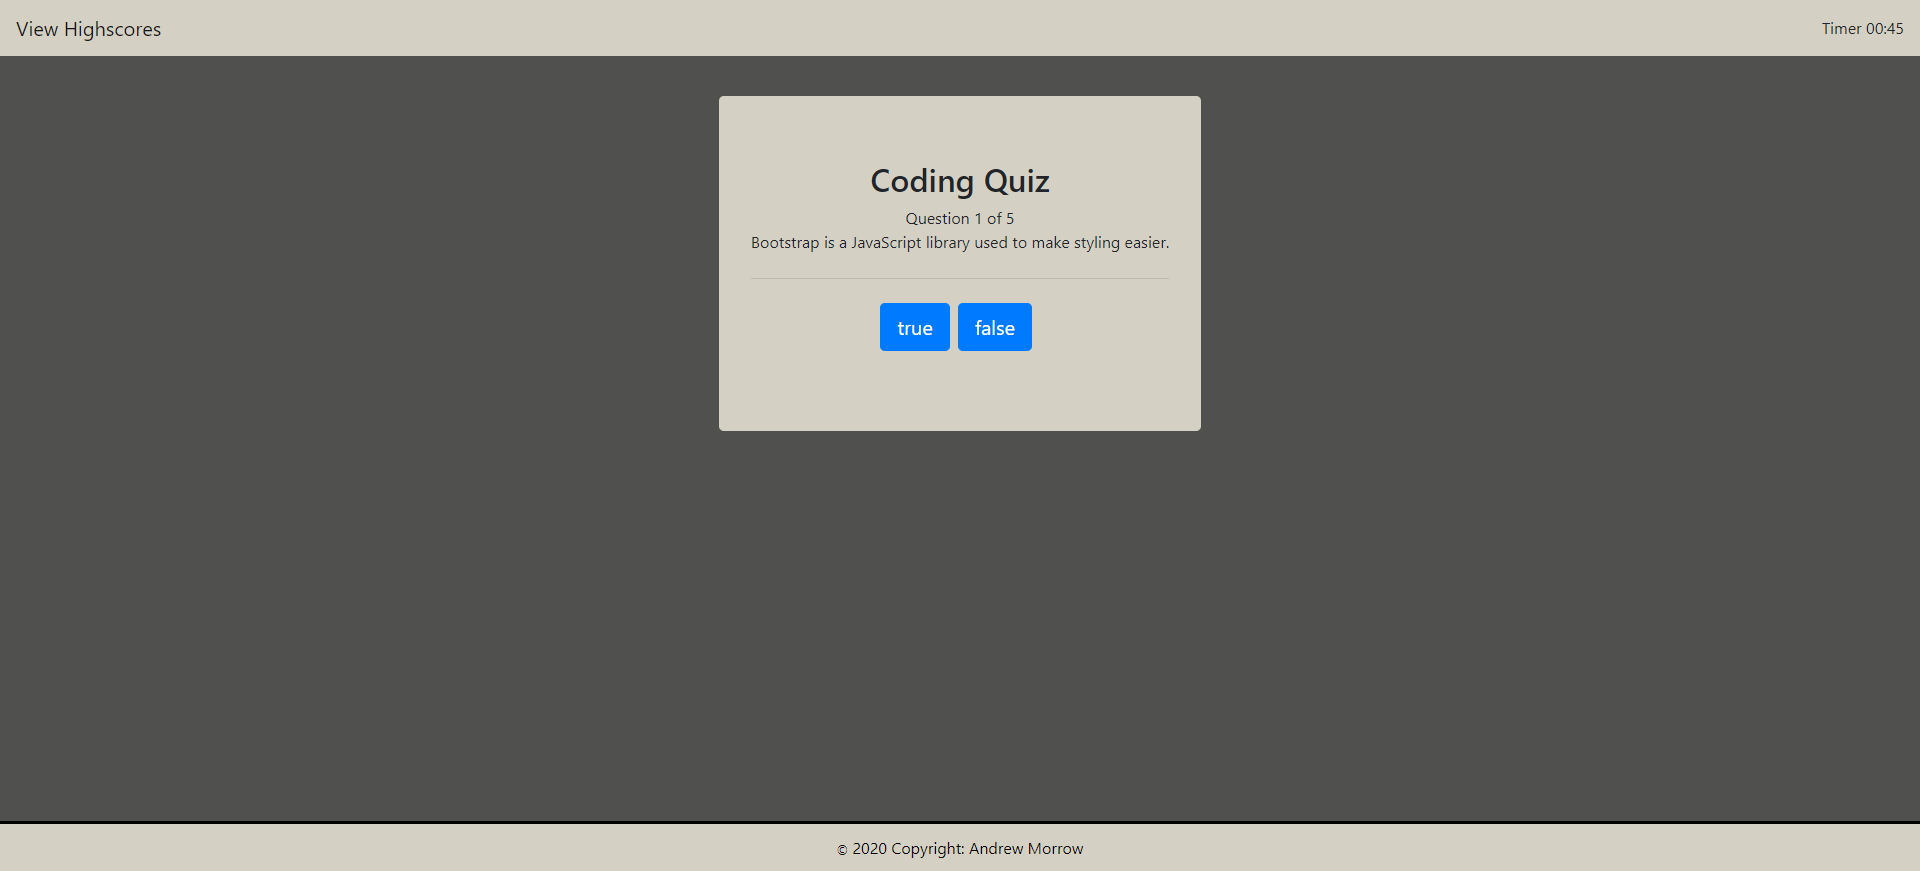 View Highscores
Timer 00:45
Coding Quiz
Question 1 of 5
Bootstrap is a JavaScript library used to make styling easier.
true false
© 2020 Copyright: Andrew Morrow